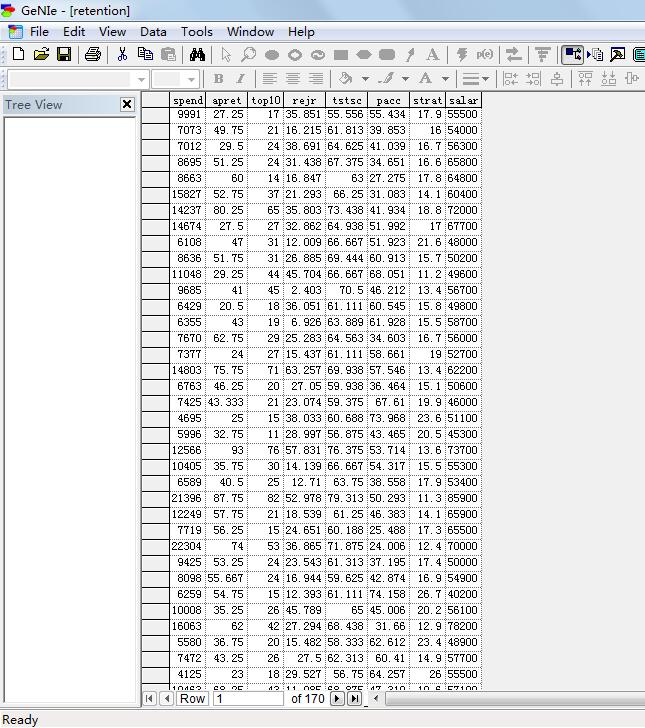 GeNIe - [retention]
File Edit View Data Tools Window Help
p(e)
B I A
Tree View
spend apret top10 rejr tstsc pacc strat salar
9991 27.25 17 35.851 55.556 55.434 17.9 55500
7073 49.75 21 16.215 61.813 39.853 16 54000
7012 29.5 24 38.691 64.625 41.039 16.7 56300
8695 51.25 24 31.438 67.375 34.651 16.6 65800
8663 60 14 16.847 63 27.275 17.8 64800
15827 52.75 37 21.293 66.25 31.083 14.1 60400
14237 80.25 65 35.803 73.438 41.934 18.8 72000
14674 27.5 27 32.862 64.938 51.992 17 67700
6108 47 31 12.009 66.667 51.923 21.6 48000
8636 51.75 31 26.885 69.444 60.913 15.7 50200
11048 29.25 44 45.704 66.667 68.051 11.2 49600
9685 41 45 2.403 70.5 46.212 13.4 56700
6429 20.5 18 36.051 61.111 60.545 15.8 49800
6355 43 19 6.926 63.889 61.928 15.5 58700
7670 62.75 29 25.283 64.563 34.603 16.7 56000
7377 24 27 15.437 61.111 58.661 19 52700
14803 75.75 71 63.257 69.938 57.546 13.4 62200
6763 46.25 20 27.05 59.938 36.464 15.1 50600
7425 43.333 21 23.074 59.375 67.61 19.9 46000
4695 25 15 38.033 60.688 73.968 23.6 51100
5996 32.75 11 28.997 56.875 43.465 20.5 45300
12566 93 76 57.831 76.375 53.714 13.6 73700
10405 35.75 30 14.139 66.667 54.317 15.5 55300
6589 40.5 25 12.71 63.75 38.558 17.9 53400
21396 87.75 82 52.978 79.313 50.293 11.3 85900
12249 57.75 21 18.539 61.25 46.383 14.1 65900
7719 56.25 15 24.651 60.188 25.488 17.3 65500
22304 74 53 36.865 71.875 24.006 12.4 70000
9425 53.25 24 23.543 61.313 37.195 17.4 50000
8098 55.667 24 16.944 59.625 42.874 16.9 54900
6259 54.75 15 12.393 61.111 74.158 26.7 40200
10008 35.25 26 45.789 65 45.006 20.2 56100
16063 62 42 27.294 68.438 31.66 12.9 78200
5580 36.75 20 15.482 58.333 62.612 23.4 48900
7472 43.25 26 27.5 62.313 60.41 14.9 57700
4125 23 18 29.527 56.75 64.257 26 55500
10463 68.25 43 11.085 68.875 47.310 10.6 57100
Row 1 of 170
Ready